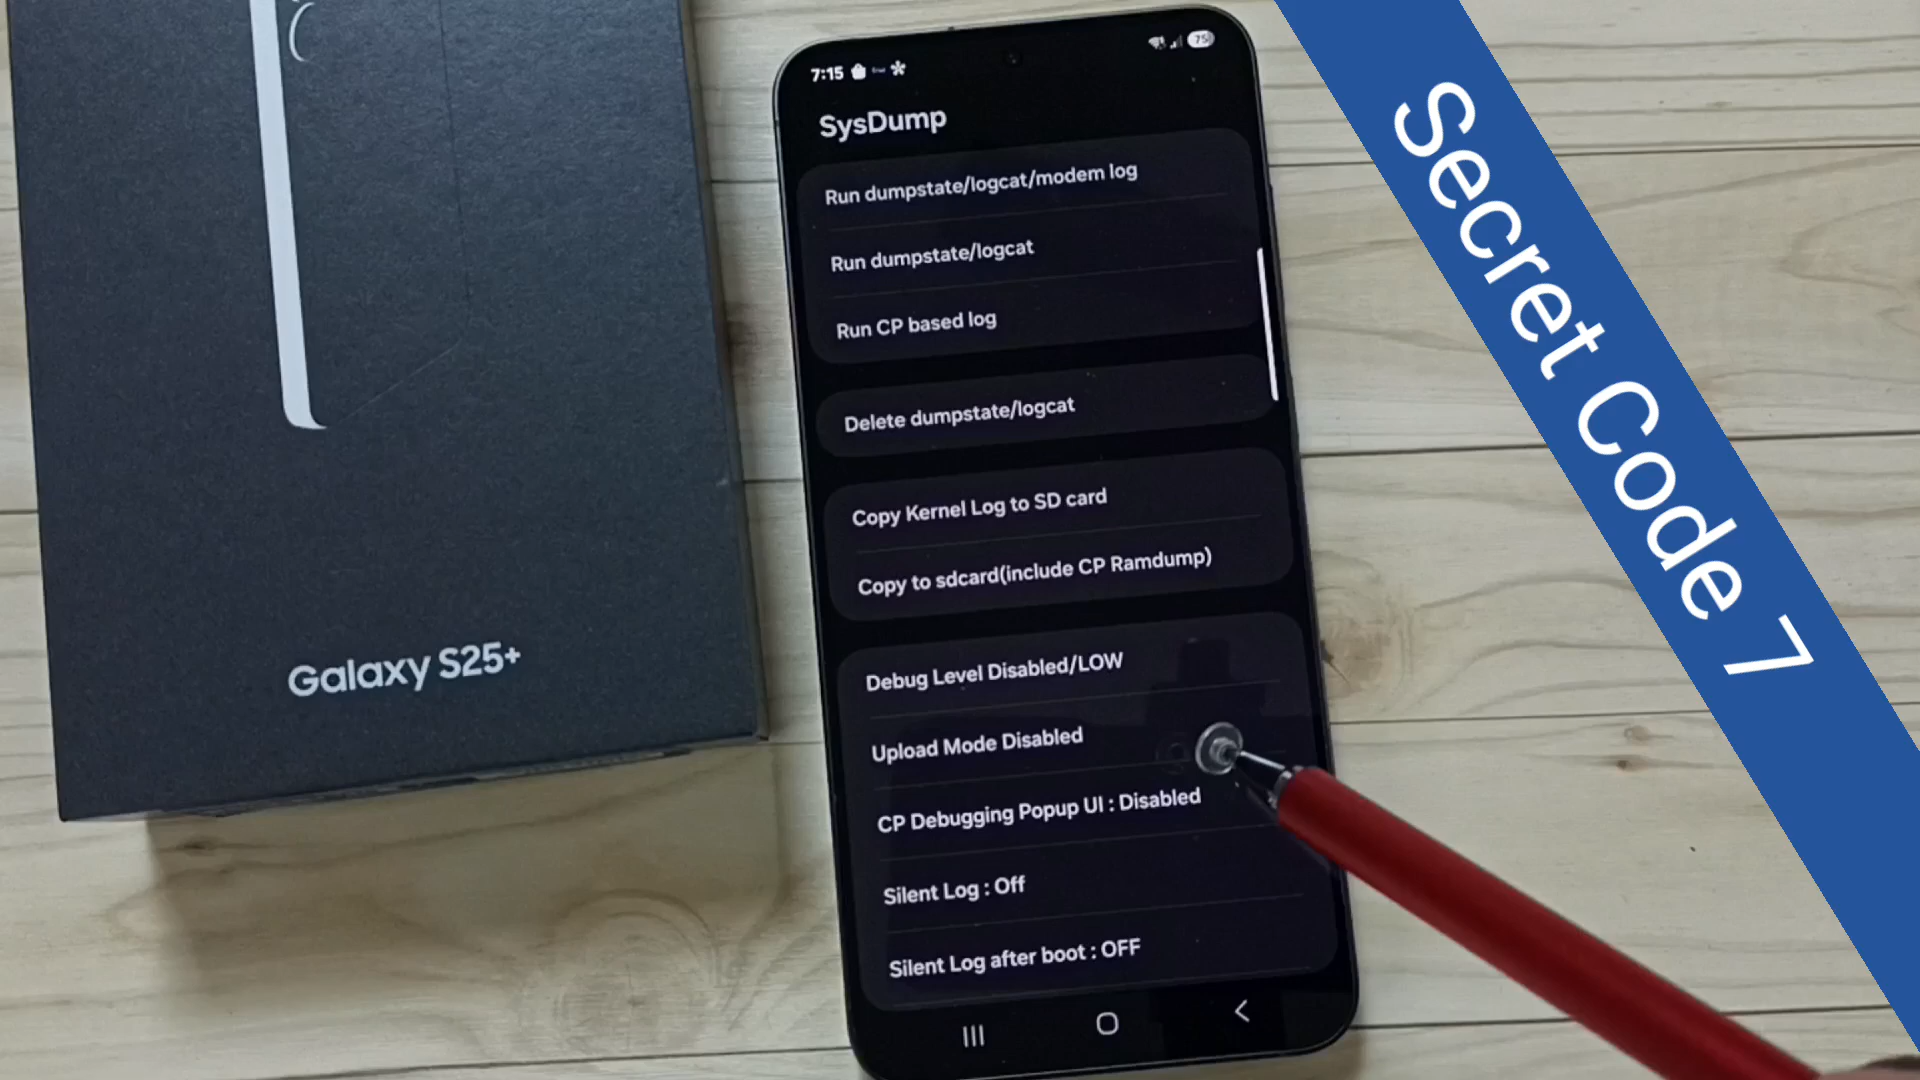 7:15
75
SysDump
Run dumpstate/logcat/modem log
Run dumpstate/logcat
Run CP based log
Delete dumpstate/logcat
Copy Kernel Log to SD card
Copy to sdcard(include CP Ramdump)
Debug Level Disabled/LOW
Upload Mode Disabled
CP Debugging Popup UI : Disabled
Silent Log : Off
Silent Log after boot : OFF
Galaxy S25+
Secret Code 7